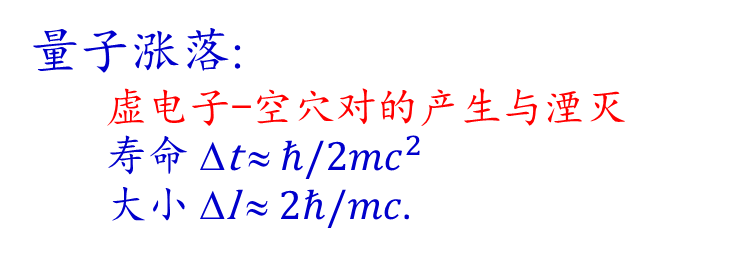 量子涨落:
虚电子-空穴对的产生与湮灭
寿命 Δt≈ ħ/2mc²
大小 Δl≈ 2ħ/mc.